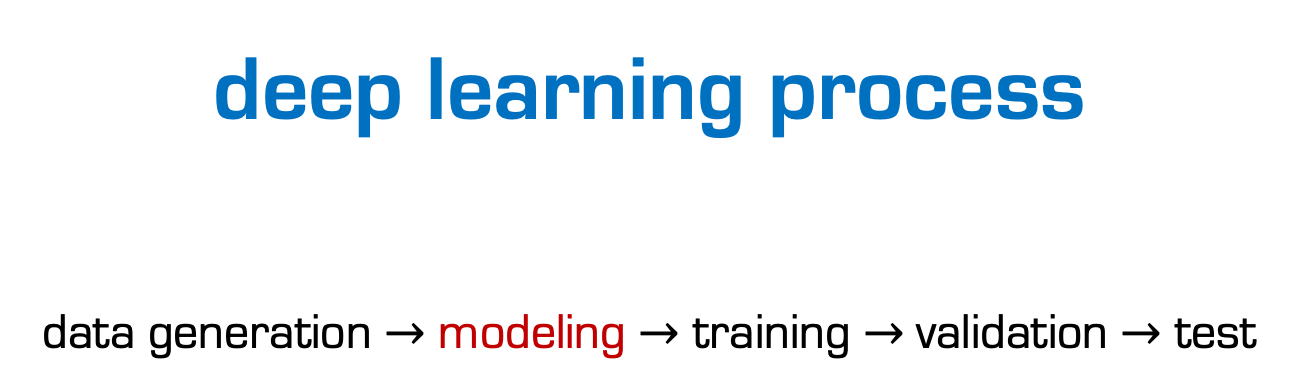 deep learning process
data generation → modeling → training → validation → test